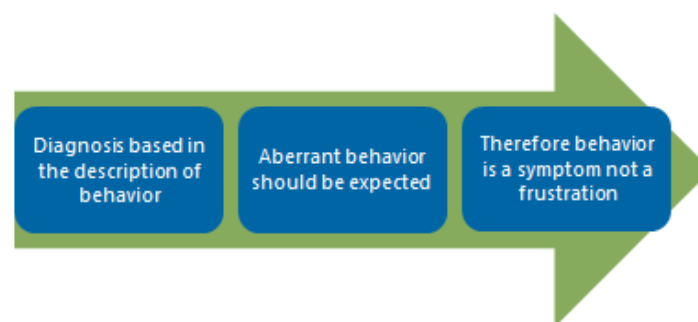 Diagnosis based in
the description of
behavior
Aberrant behavior
should be expected
Therefore behavior
is a symptom not a
frustration